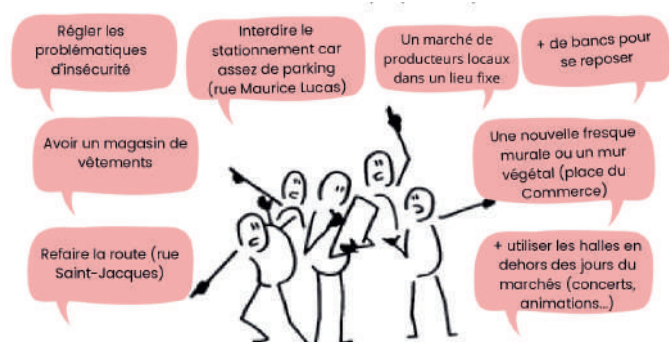 Régler les
problématiques
d'insécurité
Interdire le
stationnement car
assez de parking
(rue Maurice Lucas)
Un marché de
producteurs locaux
dans un lieu fixe
+ de bancs pour
se reposer
Avoir un magasin de
vêtements
Une nouvelle fresque
murale ou un mur
végétal (place du
Commerce)
Refaire la route (rue
Saint-Jacques)
+ utiliser les halles en
dehors des jours du
marchés (concerts,
animations...)